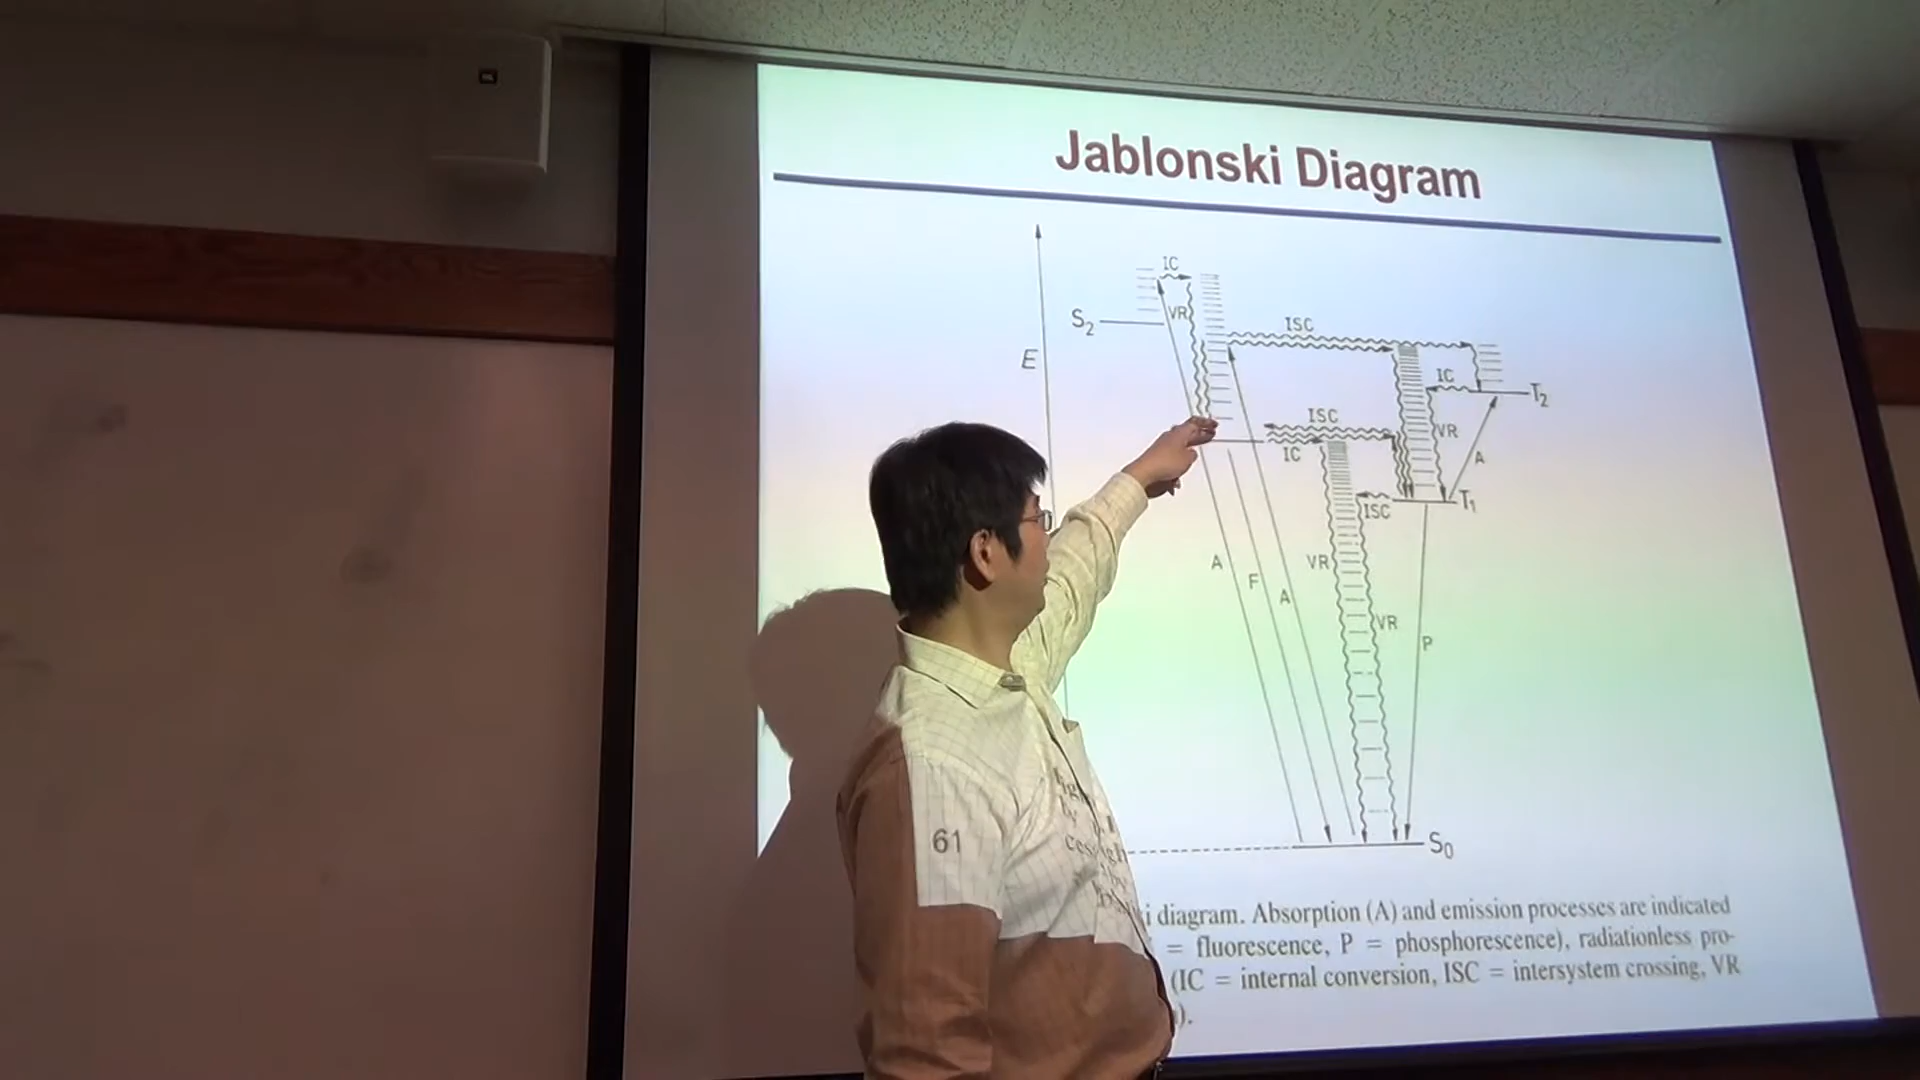 Jablonski Diagram
IC
S2
VR
ISC
E
IC
T2
ISC
VR
IC
A
ISC
T1
A
F
A
VR
VR
P
61
S0
diagram. Absorption (A) and emission processes are indicated
= fluorescence, P = phosphorescence), radiationless pro-
(IC = internal conversion, ISC = intersystem crossing, VR
).